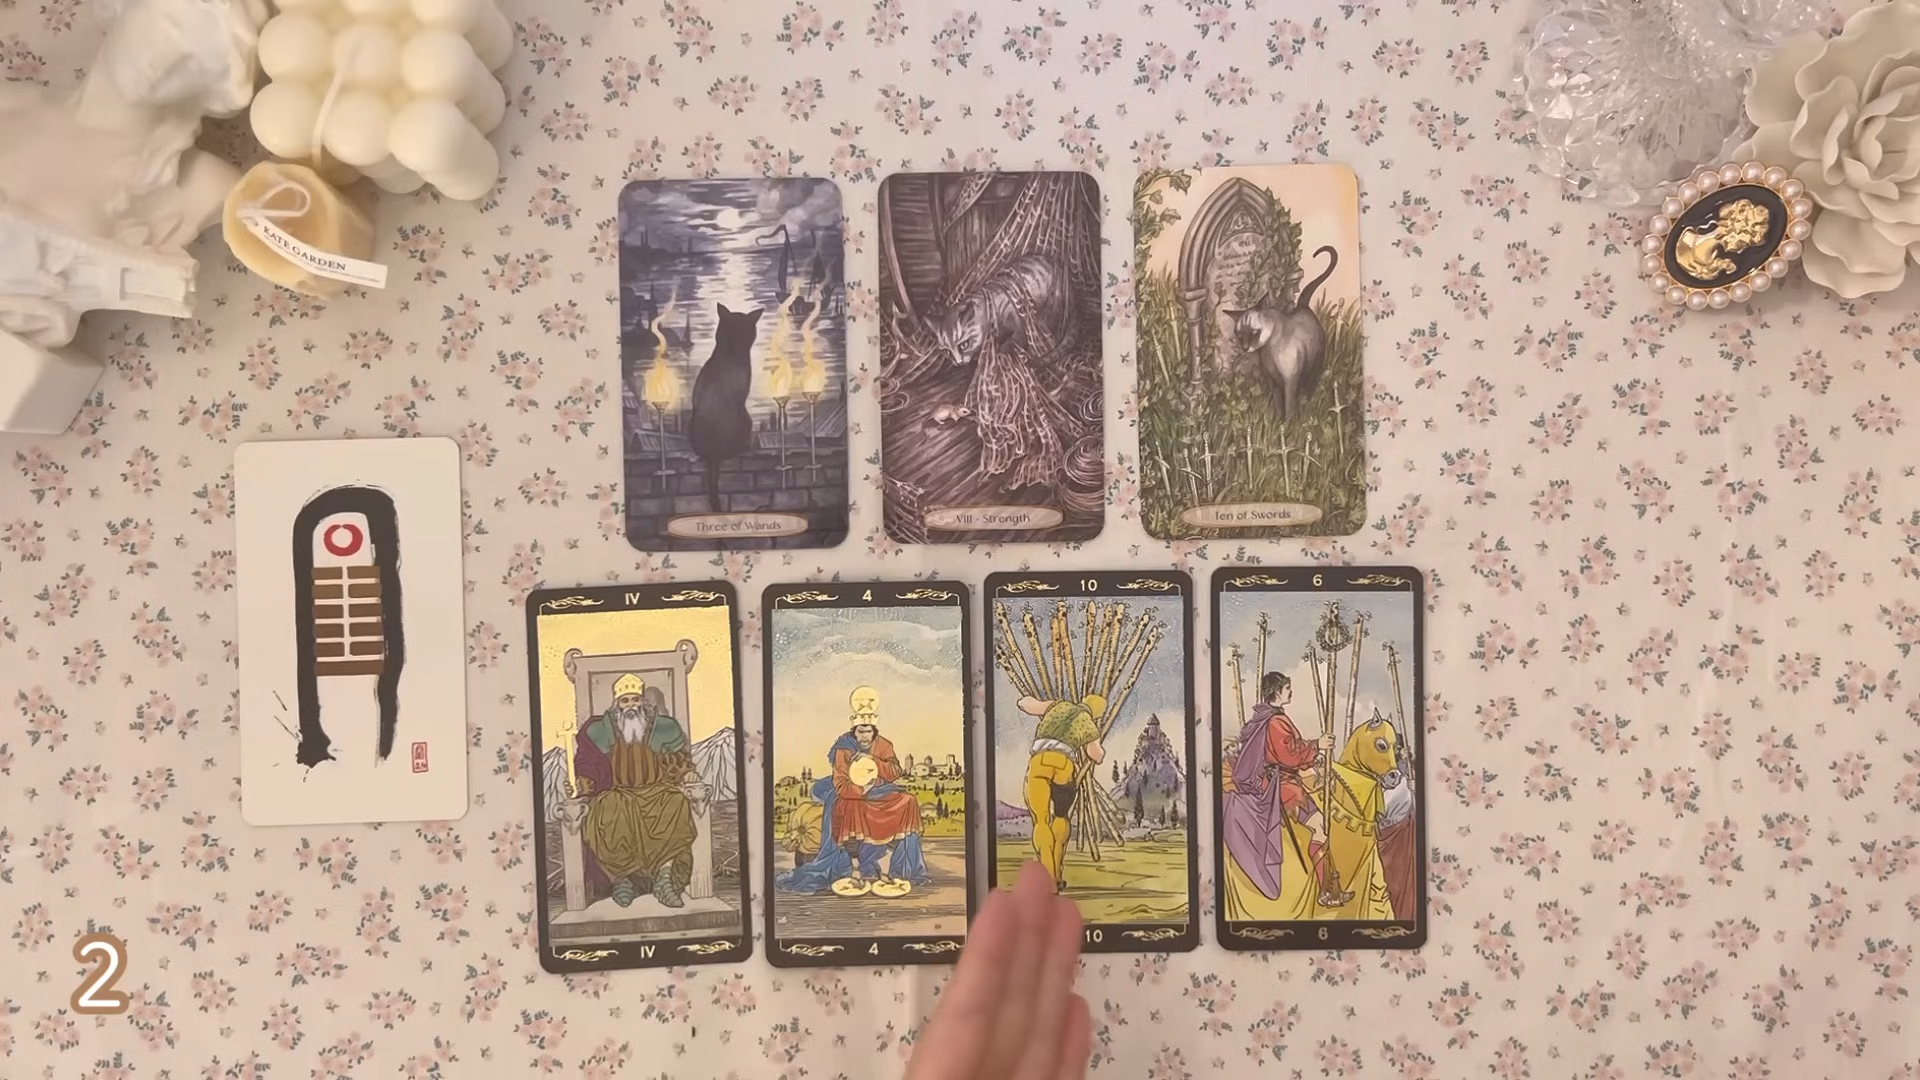 KATE GARDEN
Three of Wands
VIII - Strength
Ten of Swords
IV
4
10
6
IV
4
10
6
2